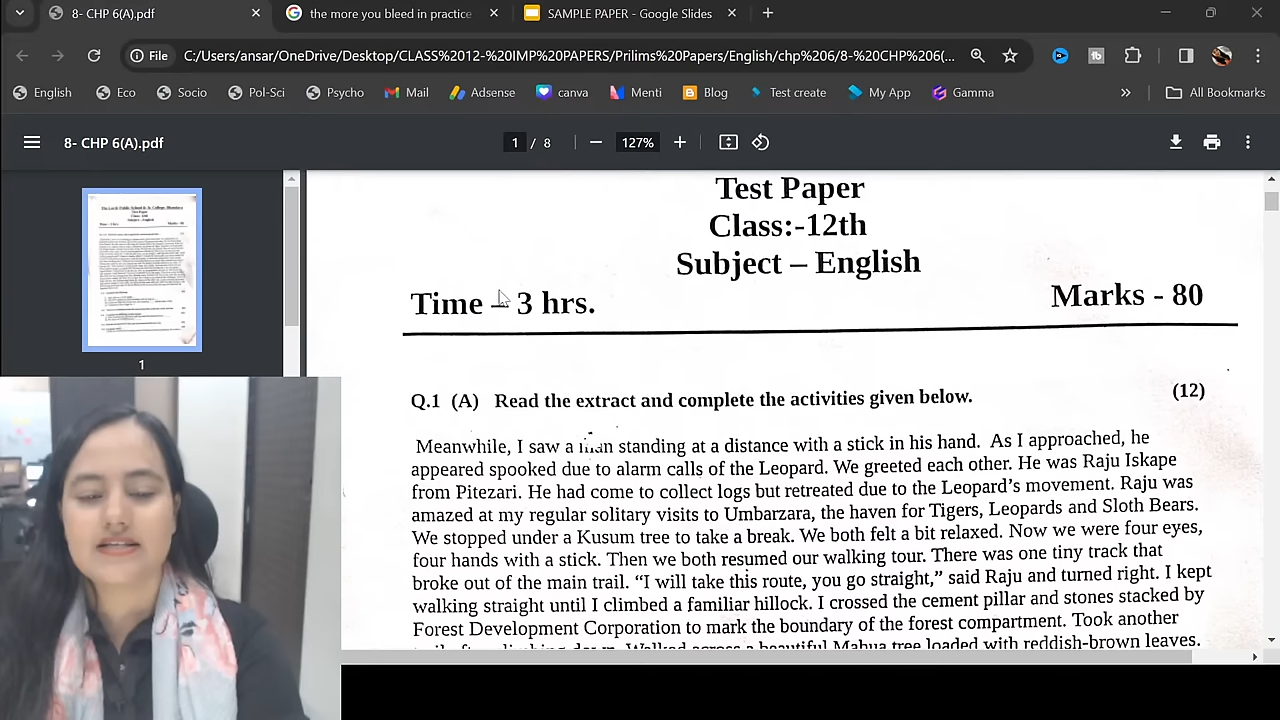 8- CHP 6(A).pdf
the more you bleed in practice
SAMPLE PAPER - Google Slides
File
C:/Users/ansar/OneDrive/Desktop/CLASS%2012-%20IMP%20PAPERS/Prilims%20Papers/English/chp%206/8-%20CHP%206(...
English
Eco
Socio
Pol-Sci
Psycho
Mail
Adsense
canva
Menti
Blog
Test create
My App
Gamma
All Bookmarks
8- CHP 6(A).pdf
1 / 8
127%
1
Test Paper
Class:-12th
Subject – English
Time – 3 hrs.
Marks - 80
Q.1 (A) Read the extract and complete the activities given below. (12)
Meanwhile, I saw a man standing at a distance with a stick in his hand. As I approached, he
appeared spooked due to alarm calls of the Leopard. We greeted each other. He was Raju Iskape
from Pitezari. He had come to collect logs but retreated due to the Leopard's movement. Raju was
amazed at my regular solitary visits to Umbarzara, the haven for Tigers, Leopards and Sloth Bears.
We stopped under a Kusum tree to take a break. We both felt a bit relaxed. Now we were four eyes,
four hands with a stick. Then we both resumed our walking tour. There was one tiny track that
broke out of the main trail. “I will take this route, you go straight,” said Raju and turned right. I kept
walking straight until I climbed a familiar hillock. I crossed the cement pillar and stones stacked by
Forest Development Corporation to mark the boundary of the forest compartment. Took another
down. Walked across a beautiful Mahua tree loaded with reddish-brown leaves.